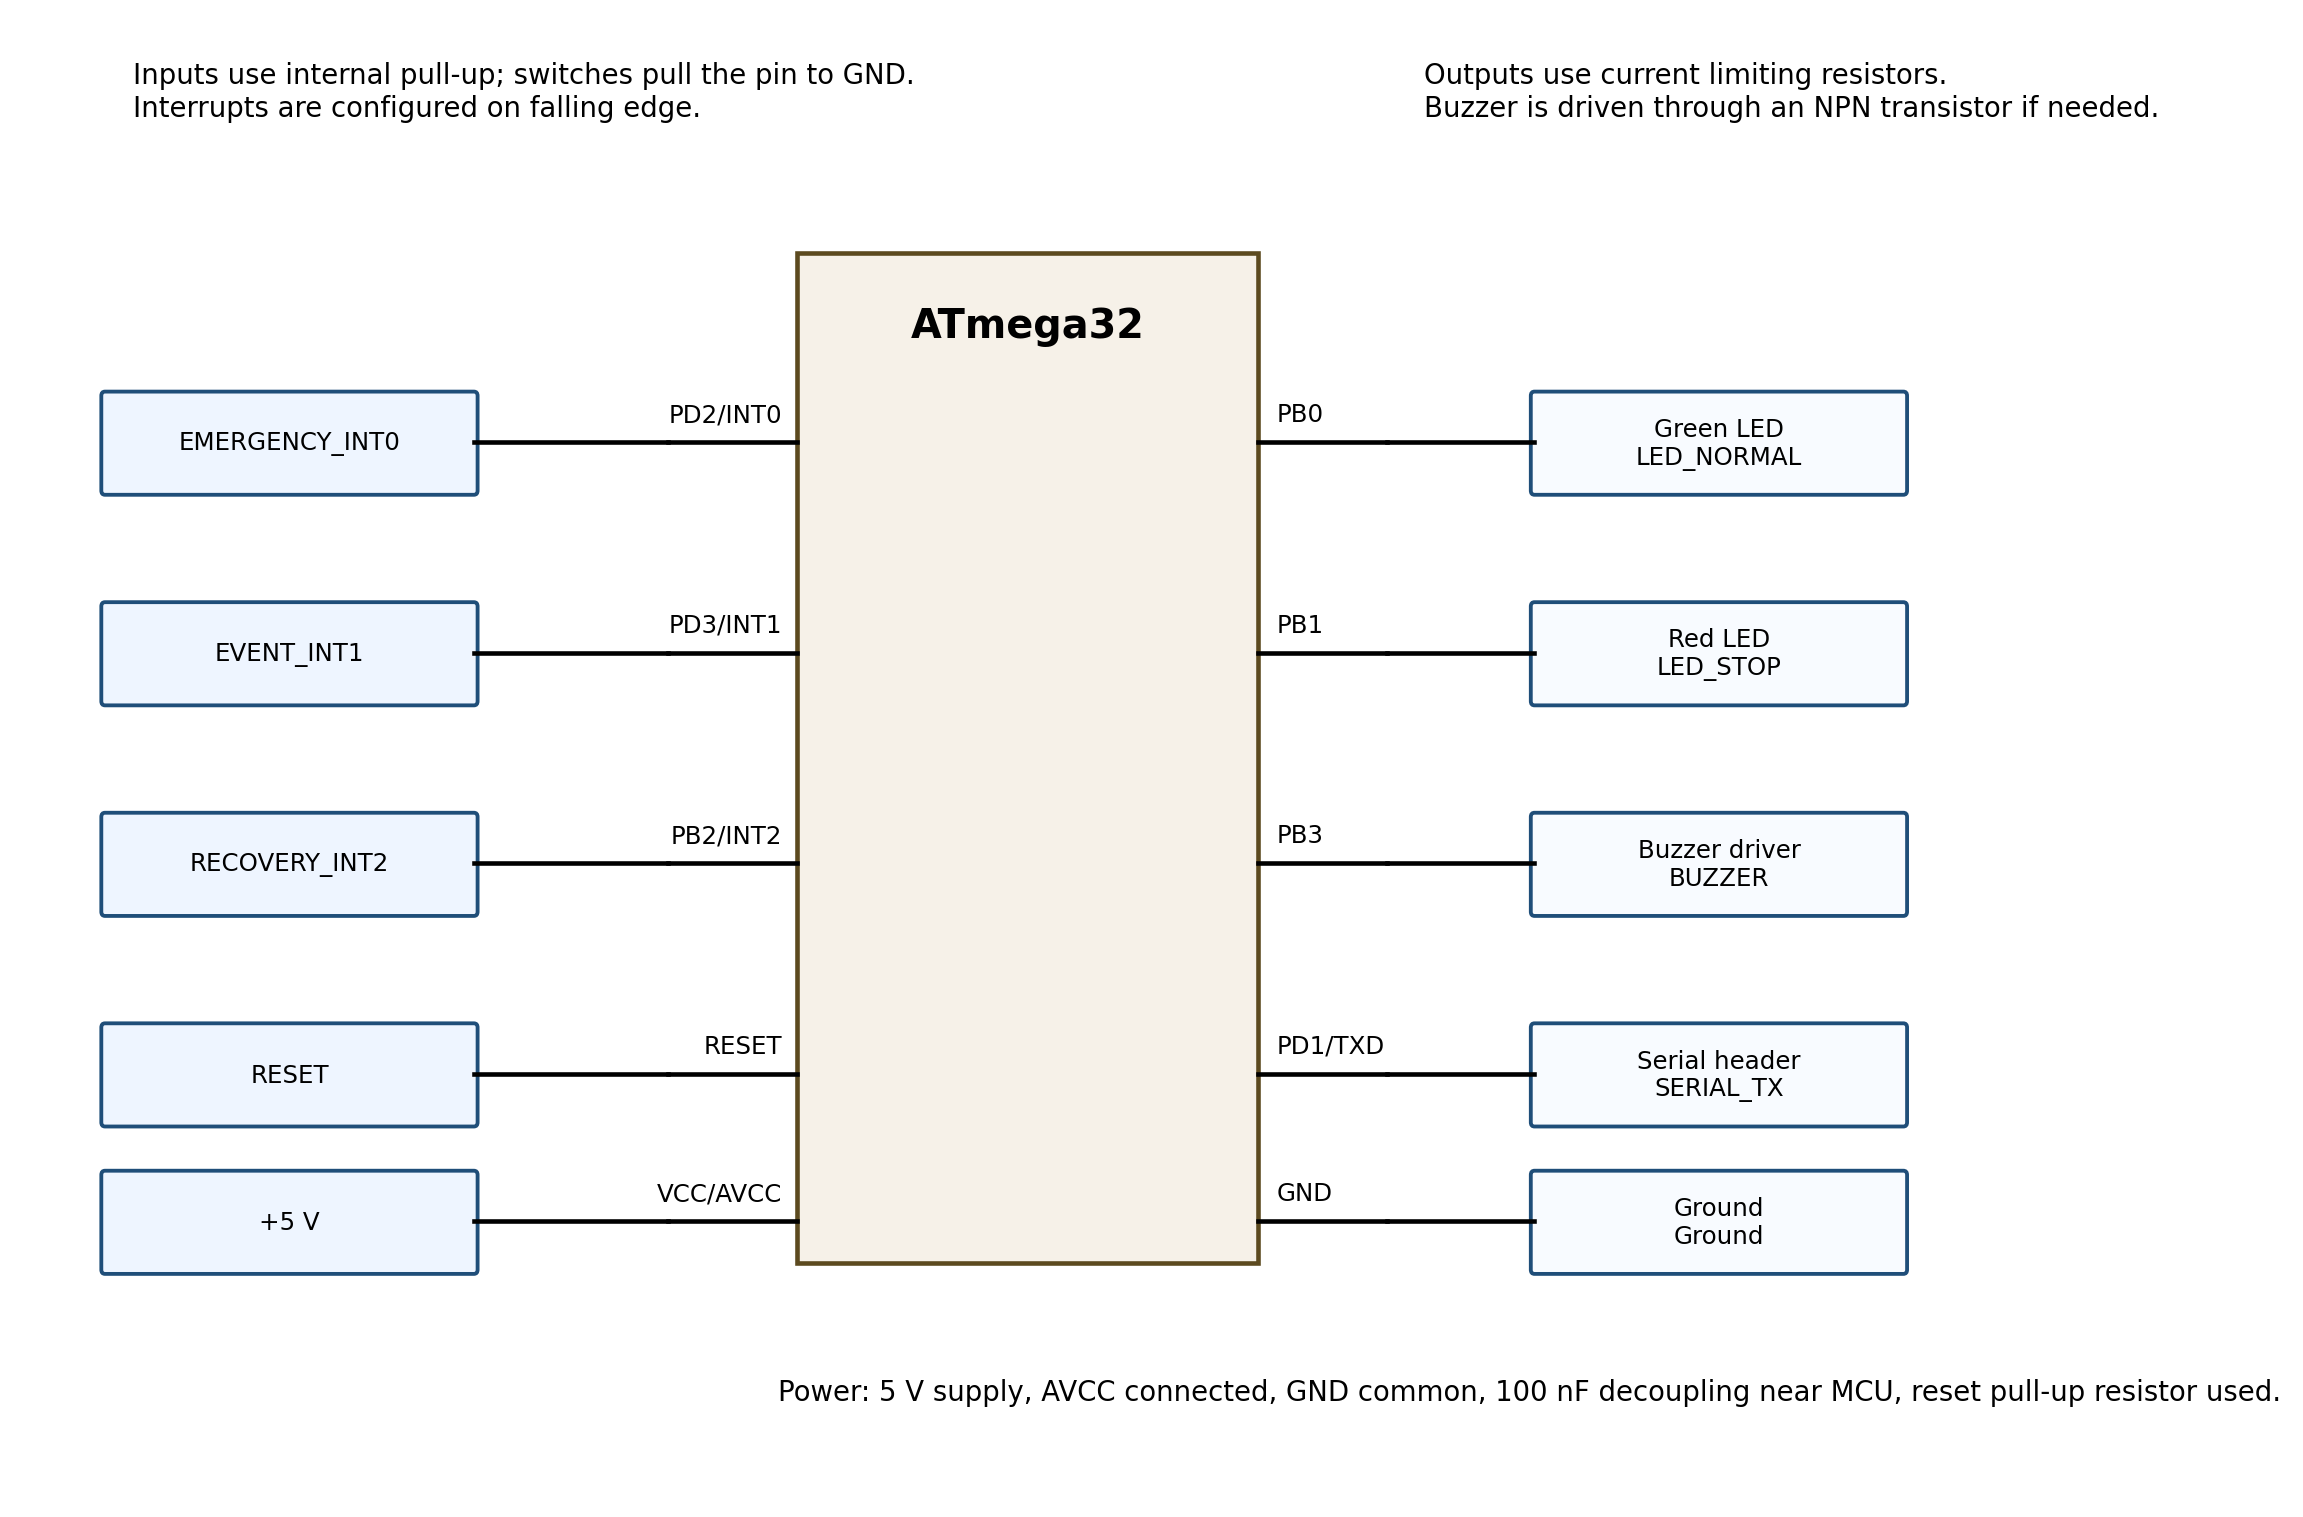 Inputs use internal pull-up; switches pull the pin to GND.
Interrupts are configured on falling edge.
Outputs use current limiting resistors.
Buzzer is driven through an NPN transistor if needed.
ATmega32
EMERGENCY_INT0
PD2/INT0
PB0
Green LED
LED_NORMAL
EVENT_INT1
PD3/INT1
PB1
Red LED
LED_STOP
RECOVERY_INT2
PB2/INT2
PB3
Buzzer driver
BUZZER
RESET
RESET
PD1/TXD
Serial header
SERIAL_TX
+5 V
VCC/AVCC
GND
Ground
Ground
Power: 5 V supply, AVCC connected, GND common, 100 nF decoupling near MCU, reset pull-up resistor used.